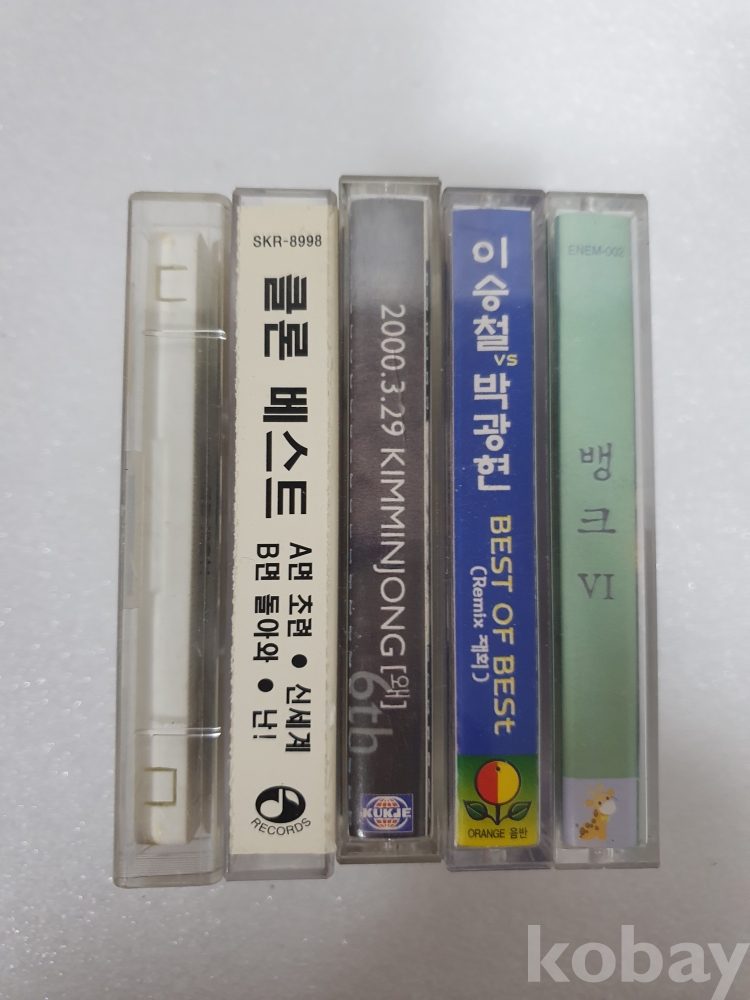 SKR-8998
클론 베스트
A면 초련 ● 신세계
B면 돌아와 ● 난!
RECORDS
2000.3.29 KIMMINJONG [왜]
6th
KUKJE
이승철 vs 박광현 BEST OF BESt
(Remix 재회)
ORANGE 음반
ENEM-002
뱅크 VI
kobay